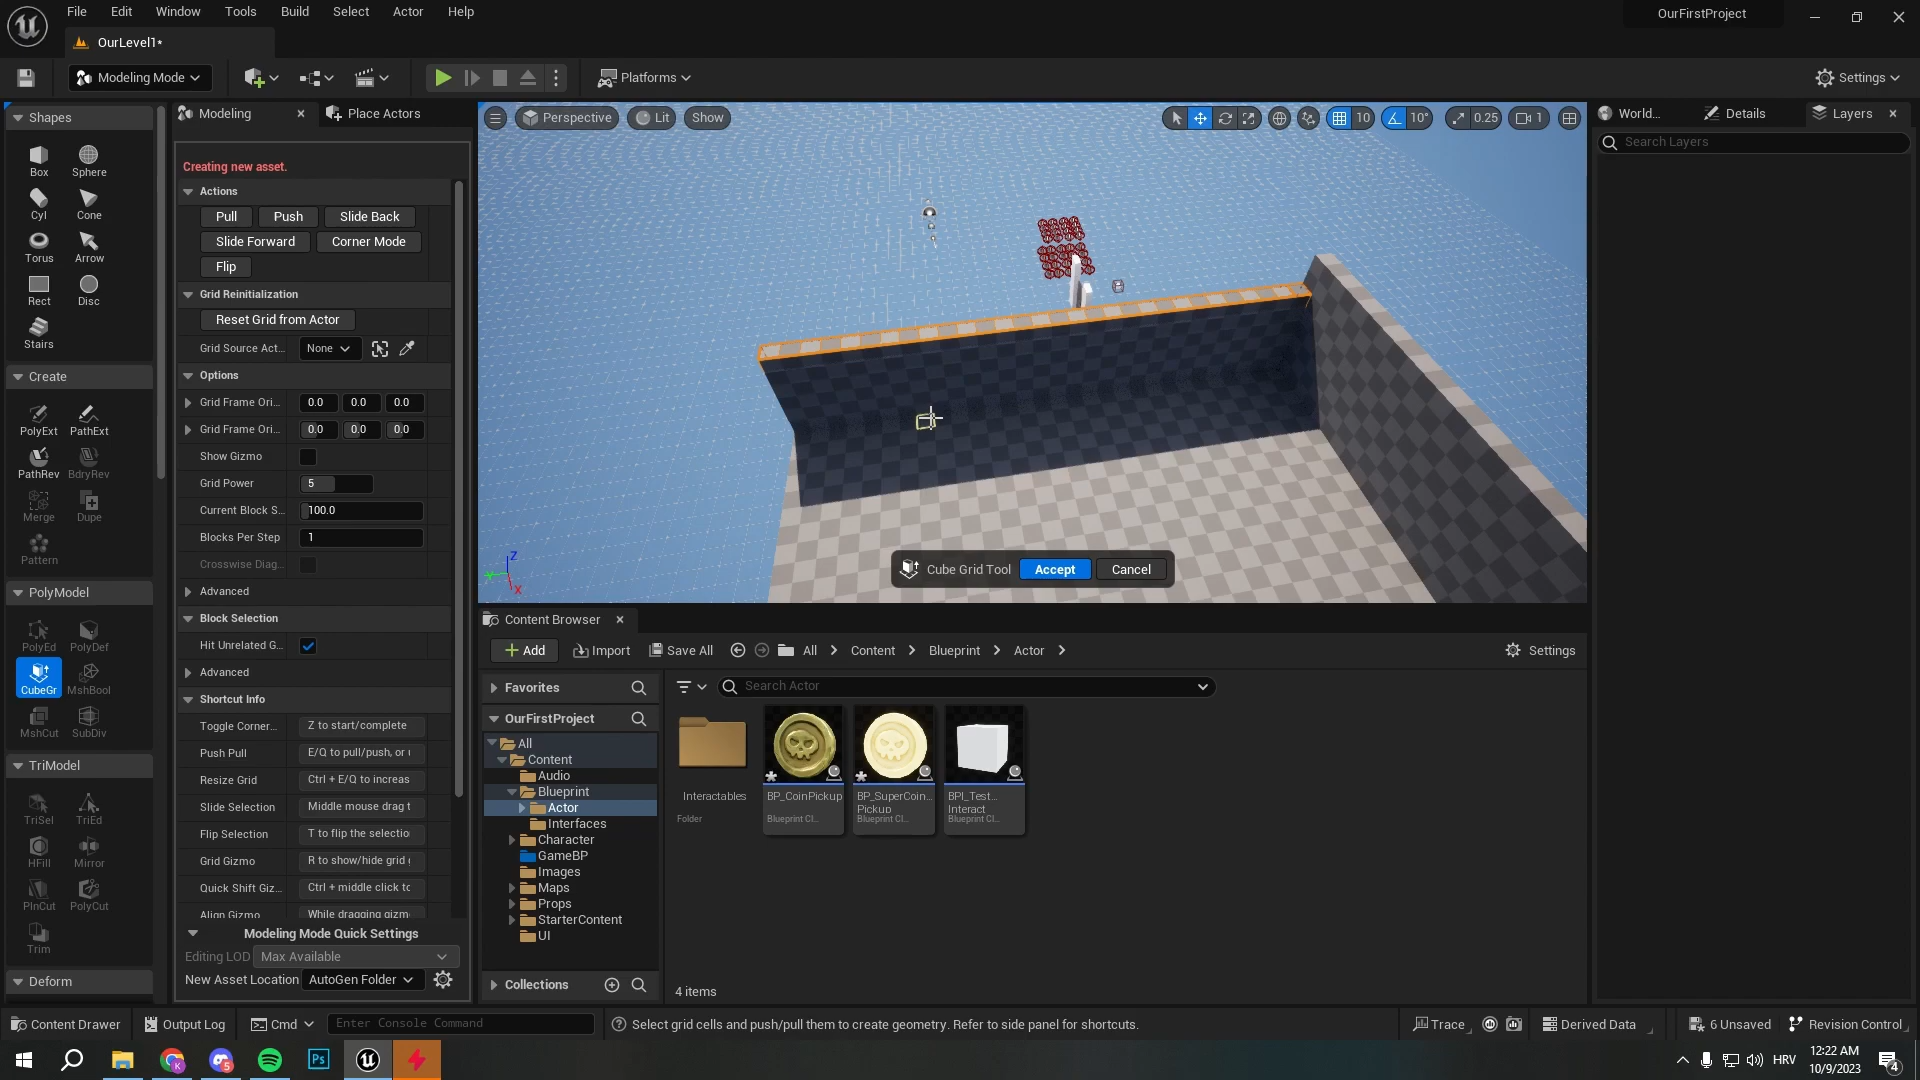 File Edit Window Tools Build Select Actor Help
OurFirstProject
OurLevel1*
Modeling Mode
Platforms
Settings
Shapes
Box Sphere
Cyl Cone
Torus Arrow
Rect Disc
Stairs
Create
PolyExt PathExt
PathRev BdryRev
Merge Dupe
Pattern
PolyModel
PolyEd PolyDef
CubeGr MshBool
MshCut SubDiv
TriModel
TriSel TriEd
HFill Mirror
PlnCut PolyCut
Trim
Deform
Modeling
Place Actors
Creating new asset.
Actions
Pull Push Slide Back
Slide Forward Corner Mode
Flip
Grid Reinitialization
Reset Grid from Actor
Grid Source Act... None
Options
Grid Frame Ori... 0.0 0.0 0.0
Grid Frame Ori... 0.0 0.0 0.0
Show Gizmo
Grid Power 5
Current Block S... 100.0
Blocks Per Step 1
Crosswise Diag...
Advanced
Block Selection
Hit Unrelated G...
Advanced
Shortcut Info
Toggle Corner... Z to start/complete
Push Pull E/Q to pull/push, or
Resize Grid Ctrl + E/Q to increas
Slide Selection Middle mouse drag t
Flip Selection T to flip the selectio
Grid Gizmo R to show/hide grid
Quick Shift Giz... Ctrl + middle click to
Align Gizmo While dragging gizm
Modeling Mode Quick Settings
Editing LOD Max Available
New Asset Location AutoGen Folder
Perspective Lit Show
10 10° 0.25 1
Z
Y
X
Cube Grid Tool Accept Cancel
World... Details Layers
Search Layers
Content Browser
+ Add Import Save All All > Content > Blueprint > Actor >
Settings
Favorites
OurFirstProject
All
Content
Audio
Blueprint
Actor
Interfaces
Character
GameBP
Images
Maps
Props
StarterContent
UI
Collections
Search Actor
Interactables
Folder
BP_CoinPickup
Blueprint Cl...
BP_SuperCoin...
Pickup
Blueprint Cl...
BPI_Test...
Interact
Blueprint Cl...
4 items
Content Drawer Output Log Cmd Enter Console Command
Select grid cells and push/pull them to create geometry. Refer to side panel for shortcuts.
Trace Derived Data 6 Unsaved Revision Control
K
5
Ps
HRV
12:22 AM
10/9/2023
4